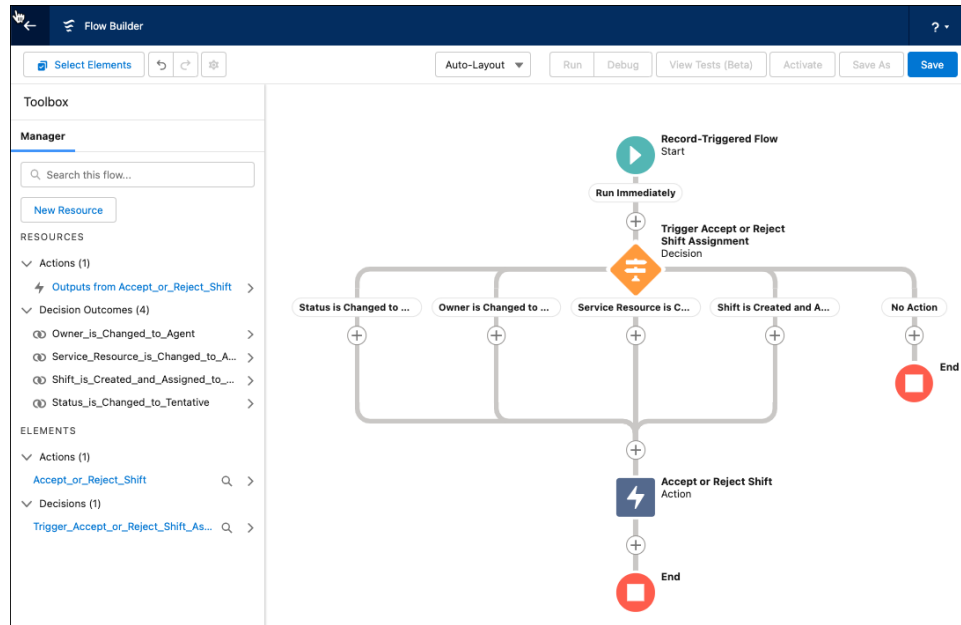 Flow Builder
?
Select Elements
Auto-Layout
Run
Debug
View Tests (Beta)
Activate
Save As
Save
Toolbox
Manager
Search this flow...
New Resource
RESOURCES
Actions (1)
Outputs from Accept_or_Reject_Shift
Decision Outcomes (4)
Owner_is_Changed_to_Agent
Service_Resource_is_Changed_to_A...
Shift_is_Created_and_Assigned_to_...
Status_is_Changed_to_Tentative
ELEMENTS
Actions (1)
Accept_or_Reject_Shift
Decisions (1)
Trigger_Accept_or_Reject_Shift_As...
Record-Triggered Flow
Start
Run Immediately
Trigger Accept or Reject
Shift Assignment
Decision
Status is Changed to ...
Owner is Changed to ...
Service Resource is C...
Shift is Created and A...
No Action
End
Accept or Reject Shift
Action
End